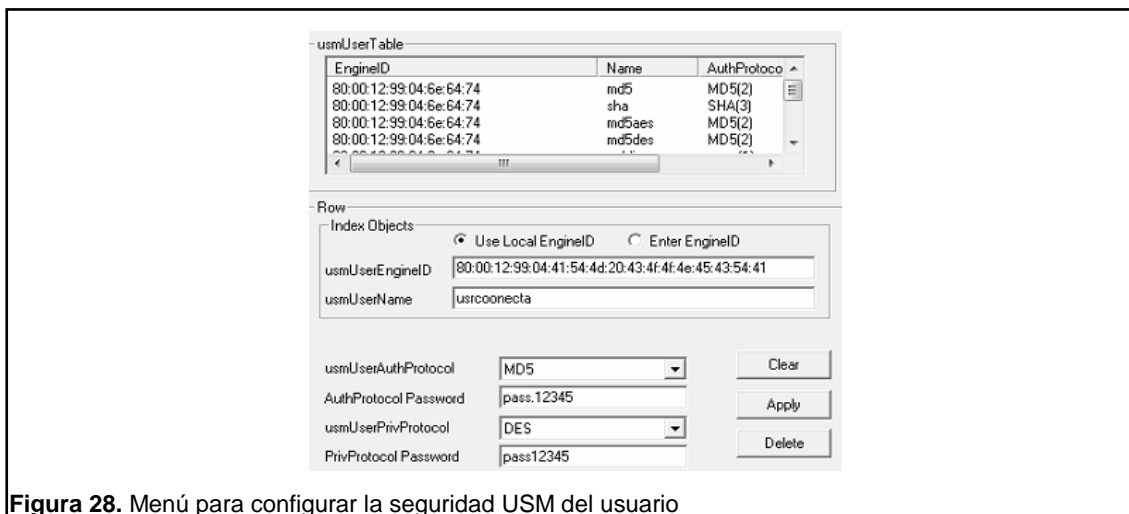 usmUserTable
EngineID Name AuthProtoco
80:00:12:99:04:6e:64:74 md5 MD5(2)
80:00:12:99:04:6e:64:74 sha SHA(3)
80:00:12:99:04:6e:64:74 md5aes MD5(2)
80:00:12:99:04:6e:64:74 md5des MD5(2)
Row
Index Objects
Use Local EngineID Enter EngineID
usmUserEngineID 80:00:12:99:04:41:54:4d:20:43:4f:4f:4e:45:43:54:41
usmUserName usrcoonecta
usmUserAuthProtocol MD5 Clear
AuthProtocol Password pass.12345 Apply
usmUserPrivProtocol DES
PrivProtocol Password pass12345 Delete
Figura 28. Menú para configurar la seguridad USM del usuario